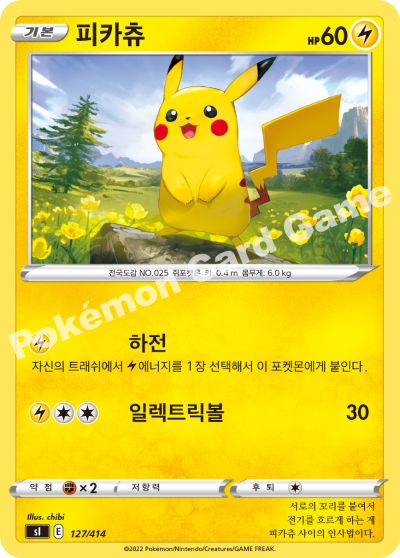 기본 피카츄 HP60
전국도감 NO.025 쥐포켓몬 키: 0.4 m 몸무게: 6.0 kg
Pokémon Card Game
하전
자신의 트래쉬에서 에너지를 1장 선택해서 이 포켓몬에게 붙인다.
일렉트릭볼 30
약점 ×2 저항력 후퇴
Illus. chibi
sI E 127/414
서로의 꼬리를 붙여서
전기를 흐르게 하는 게
피카츄 사이의 인사법이다.
©2022 Pokémon/Nintendo/Creatures/GAME FREAK.